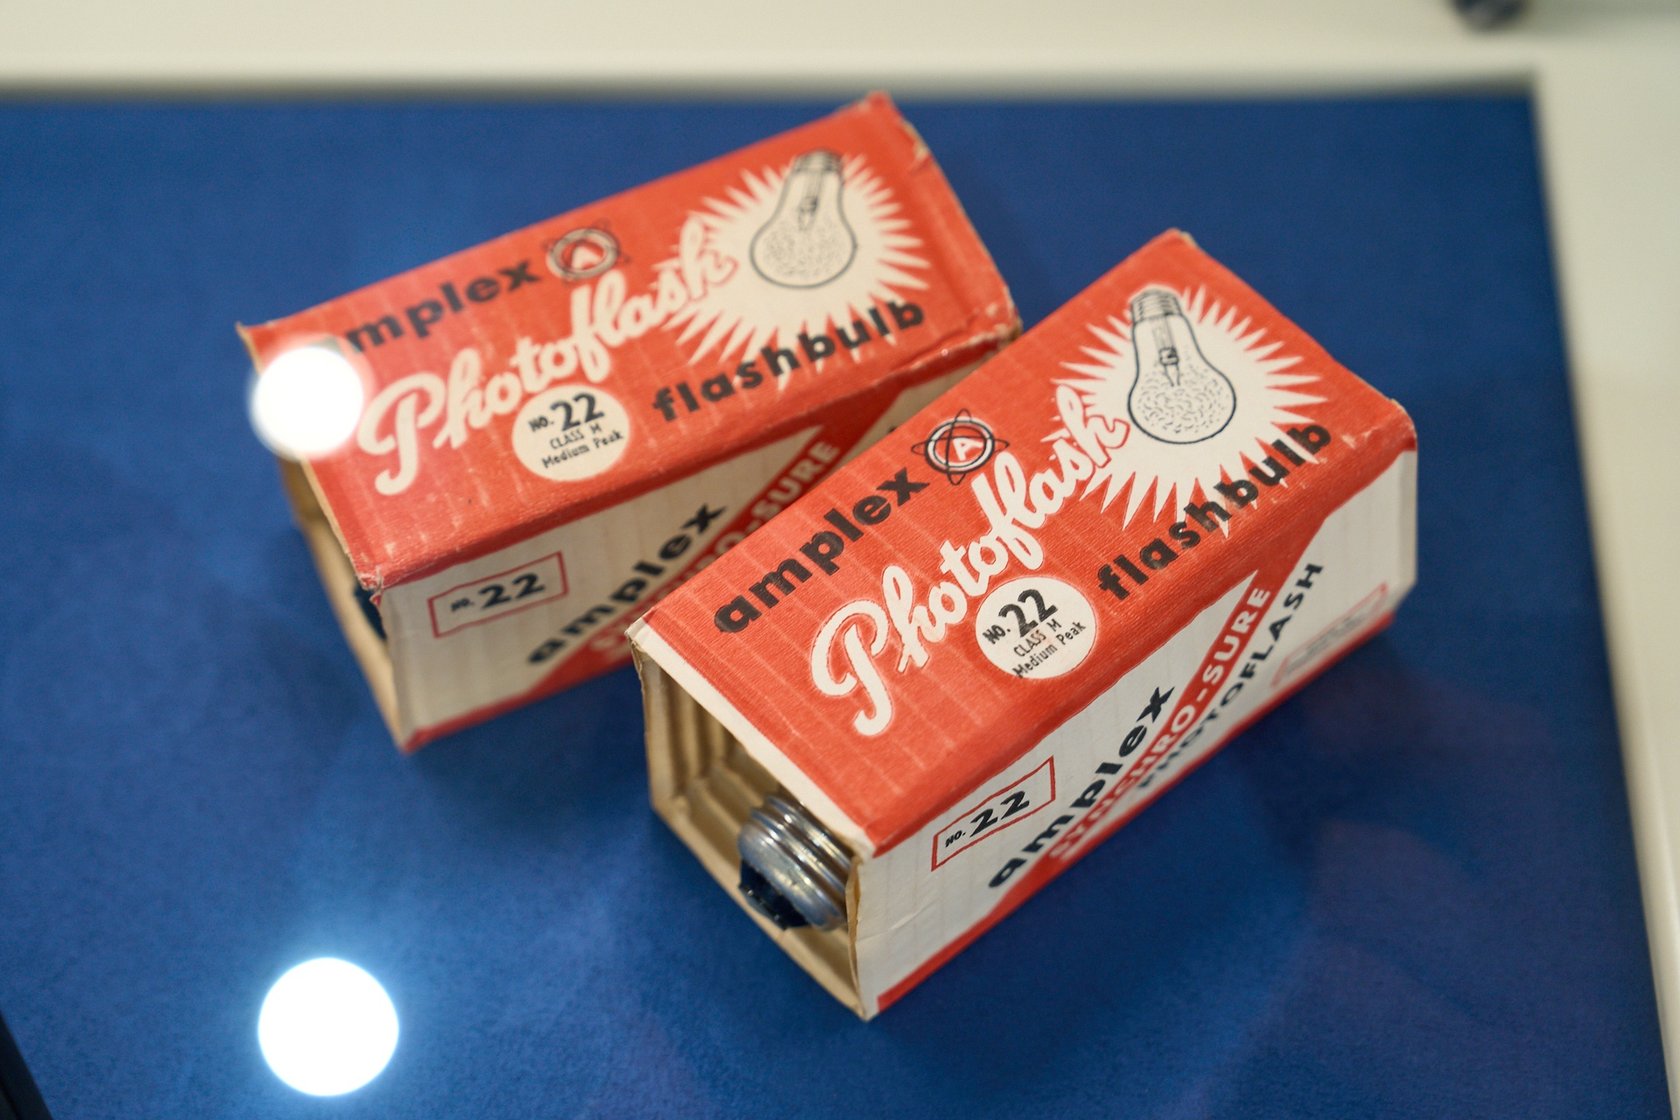 amplex
A
Photoflash
flashbulb
NO. 22
CLASS M
Medium Peak
NO. 22
amplex
SYNCHRO-SURE
amplex
A
Photoflash
flashbulb
NO. 22
CLASS M
Medium Peak
NO. 22
amplex
SYNCHRO-SURE
PHOTOFLASH